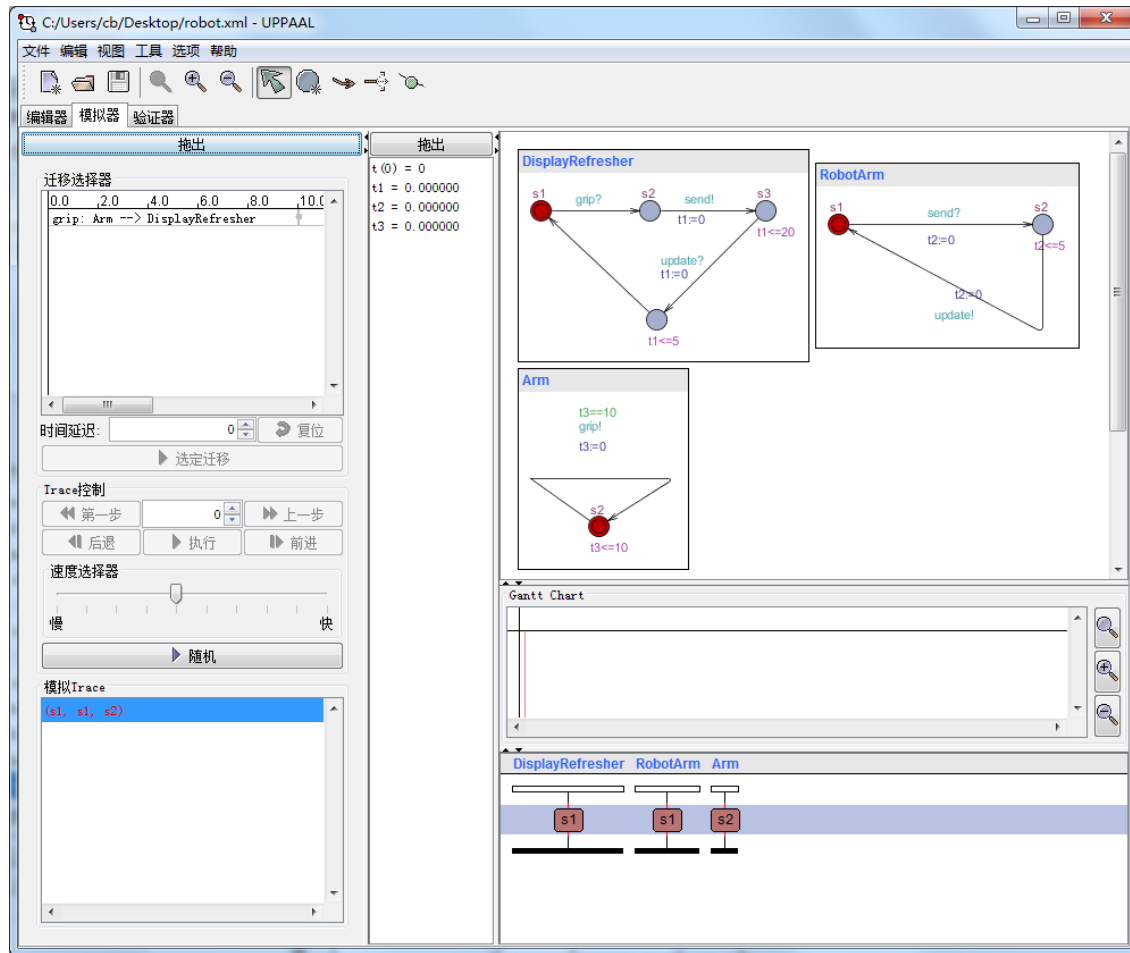 C:/Users/cb/Desktop/robot.xml - UPPAAL
文件 编辑 视图 工具 选项 帮助
编辑器 模拟器 验证器
拖出
迁移选择器
0.0 ,2.0 ,4.0 ,6.0 ,8.0 ,10.0
grip: Arm --> DisplayRefresher
时间延迟: 0 复位
选定迁移
Trace控制
第一步 0 上一步
后退 执行 前进
速度选择器
慢 快
随机
模拟Trace
(s1, s1, s2)
拖出
t(0) = 0
t1 = 0.000000
t2 = 0.000000
t3 = 0.000000
DisplayRefresher
s1 grip? s2 send! s3
t1:=0
t1<=20
update?
t1:=0
t1<=5
RobotArm
s1 send? s2
t2:=0 t2<=5
t2:=0
update!
Arm
t3==10
grip!
t3:=0
s2
t3<=10
Gantt Chart
DisplayRefresher RobotArm Arm
s1 s1 s2